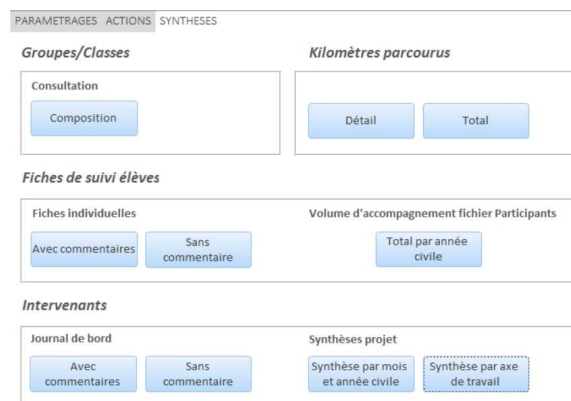 PARAMETRAGES ACTIONS SYNTHESES
Groupes/Classes
Consultation
Composition
Kilomètres parcourus
Détail
Total
Fiches de suivi élèves
Fiches individuelles
Avec commentaires
Sans
commentaire
Volume d'accompagnement fichier Participants
Total par année
civile
Intervenants
Journal de bord
Avec
commentaires
Sans
commentaire
Synthèses projet
Synthèse par mois
et année civile
Synthèse par axe
de travail